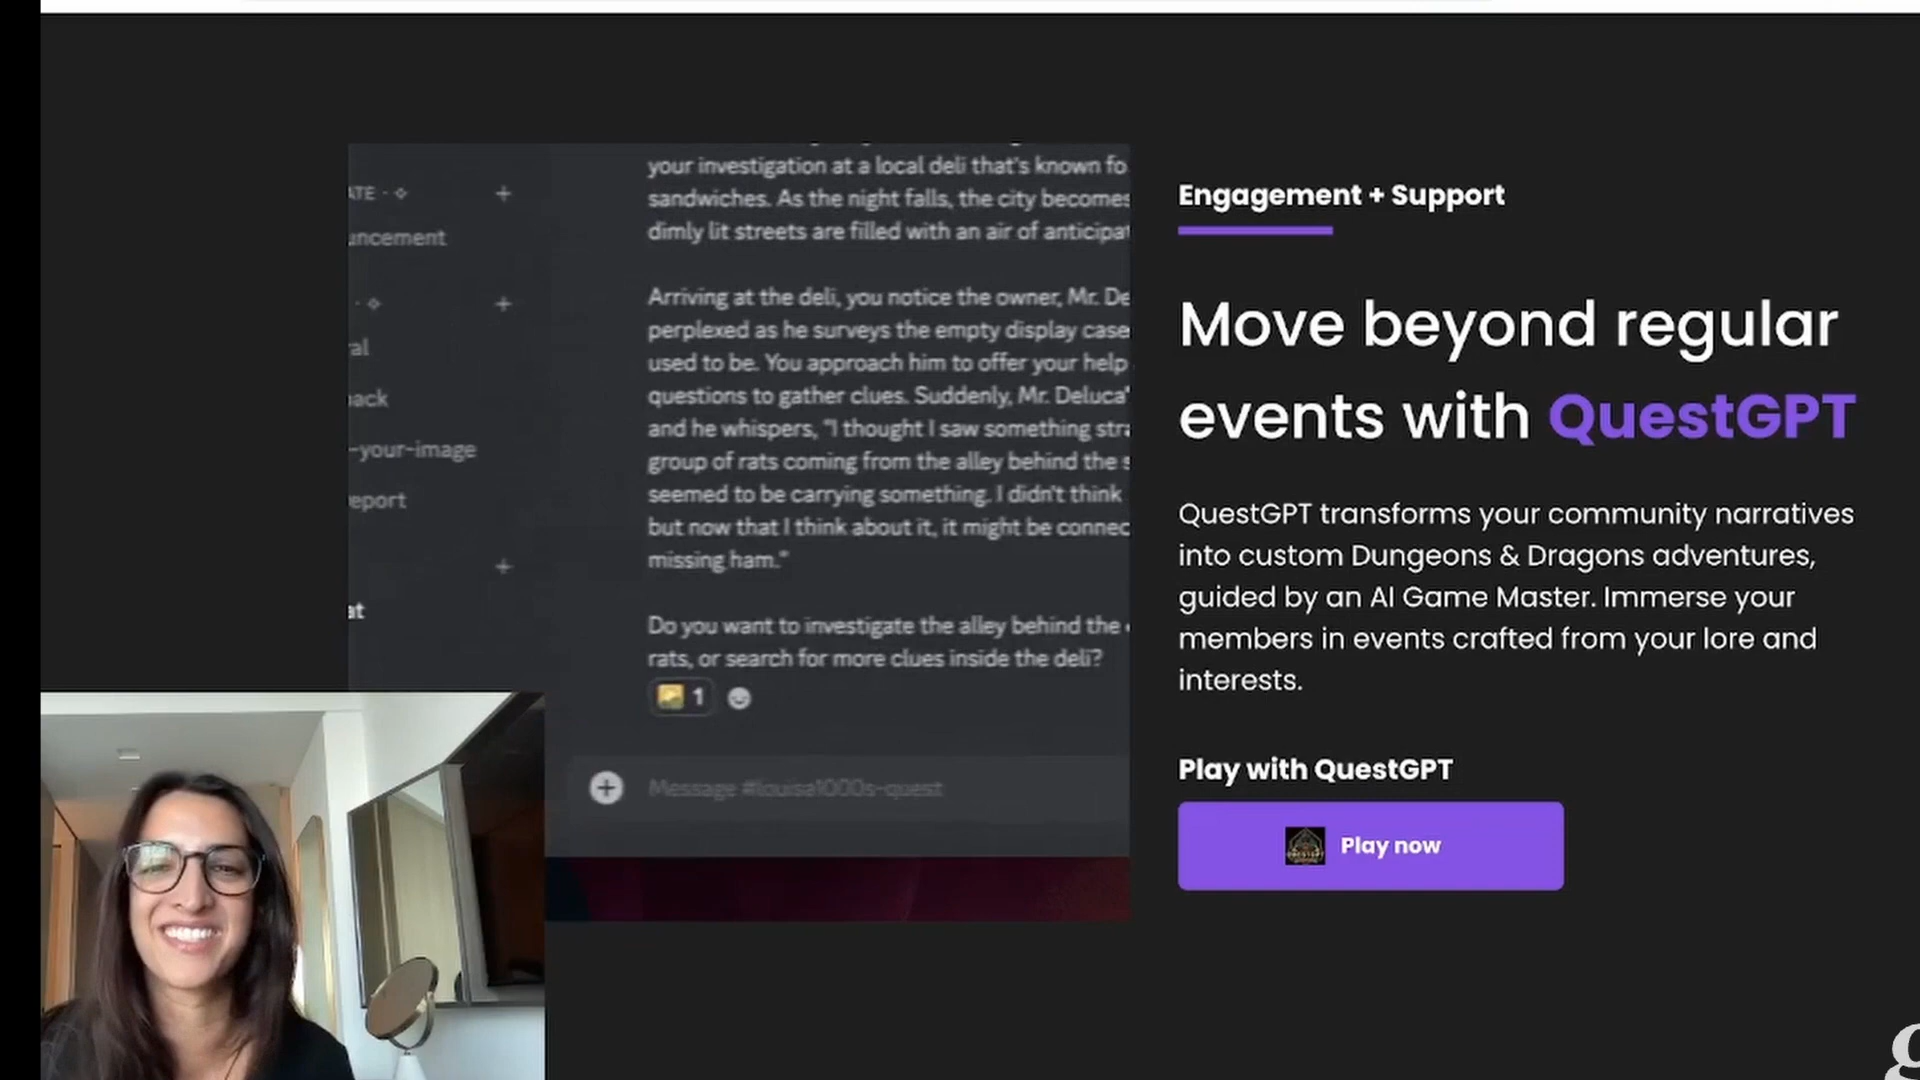 your investigation at a local deli that's known fo
sandwiches. As the night falls, the city becomes
dimly lit streets are filled with an air of anticipat
Arriving at the deli, you notice the owner, Mr. De
perplexed as he surveys the empty display case
used to be. You approach him to offer your help
questions to gather clues. Suddenly, Mr. Deluca'
and he whispers, "I thought I saw something stra
group of rats coming from the alley behind the s
seemed to be carrying something. I didn't think
but now that I think about it, it might be connec
missing ham."
Do you want to investigate the alley behind the
rats, or search for more clues inside the deli?
1
Message #louisa1000s-quest
ATE
uncement
al
ack
-your-image
eport
at
Engagement + Support
Move beyond regular
events with QuestGPT
QuestGPT transforms your community narratives
into custom Dungeons & Dragons adventures,
guided by an AI Game Master. Immerse your
members in events crafted from your lore and
interests.
Play with QuestGPT
Play now
g